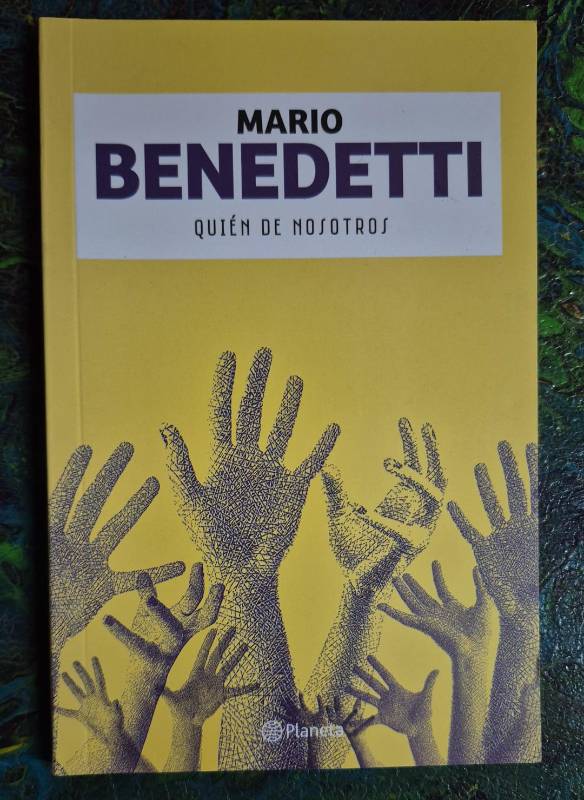 MARIO
BENEDETTI
QUIÉN DE NOSOTROS
Planeta